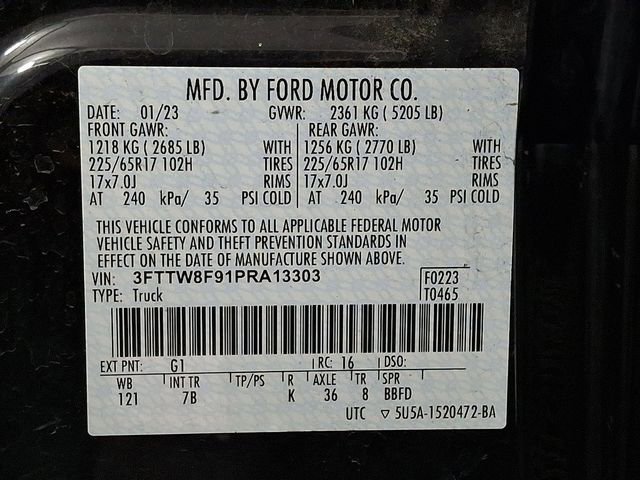 MFD. BY FORD MOTOR CO.
DATE: 01/23 GVWR: 2361 KG ( 5205 LB)
FRONT GAWR: REAR GAWR:
1218 KG ( 2685 LB) WITH 1256 KG ( 2770 LB) WITH
225/65R17 102H TIRES 225/65R17 102H TIRES
17x7.0J RIMS 17x7.0J RIMS
AT 240 kPa/ 35 PSI COLD AT 240 kPa/ 35 PSI COLD
THIS VEHICLE CONFORMS TO ALL APPLICABLE FEDERAL MOTOR
VEHICLE SAFETY AND THEFT PREVENTION STANDARDS IN
EFFECT ON THE DATE OF MANUFACTURE SHOWN ABOVE.
VIN: 3FTTW8F91PRA13303 F0223
TYPE: Truck T0465
EXT PNT: G1 RC: 16 DSO:
WB INT TR TP/PS R AXLE TR SPR
121 7B K 36 8 BBFD
UTC ▽ 5U5A-1520472-BA